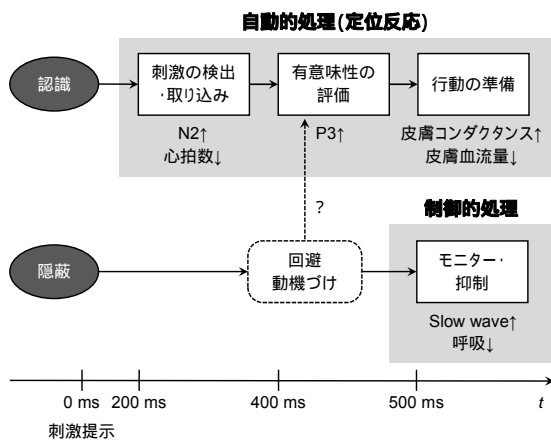 自動的処理(定位反応)
認識
刺激の検出
・取り込み
有意味性の
評価
行動の準備
N2↑
心拍数↓
P3↑
皮膚コンダクタンス↑
皮膚血流量↓
?
制御的処理
隠蔽
回避
動機づけ
モニター・
抑制
Slow wave↑
呼吸↓
0 ms
200 ms
400 ms
500 ms
t
刺激提示